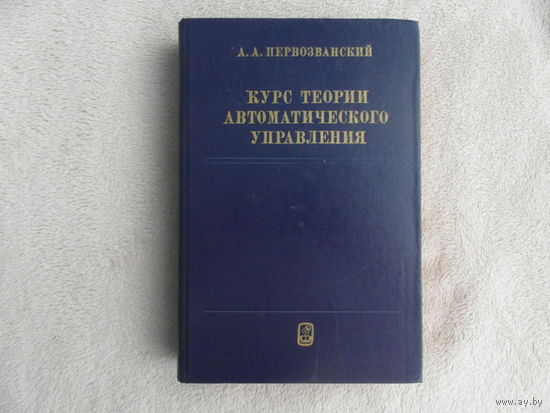 А. А. ПЕРВОЗВАНСКИЙ
КУРС ТЕОРИИ
АВТОМАТИЧЕСКОГО
УПРАВЛЕНИЯ
www.ay.by